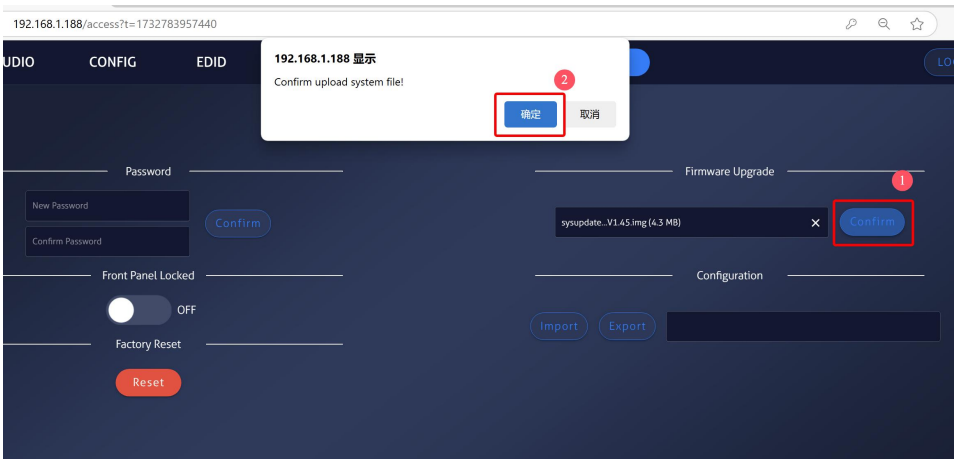 192.168.1.188/access?t=1732783957440
UDIO CONFIG EDID LO
192.168.1.188 显示
Confirm upload system file!
2
确定 取消
Password
New Password
Confirm Password
Confirm
Firmware Upgrade
1
sysupdate...V1.45.img (4.3 MB)
Confirm
Front Panel Locked
OFF
Configuration
Import Export
Factory Reset
Reset